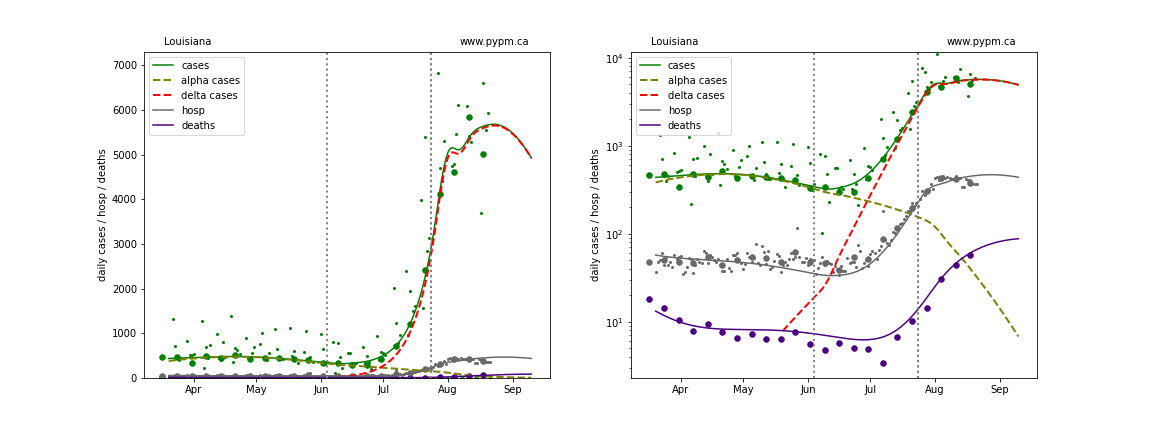 Louisiana www.pypm.ca
cases
alpha cases
delta cases
hosp
deaths
daily cases / hosp / deaths
7000
6000
5000
4000
3000
2000
1000
0
Apr May Jun Jul Aug Sep
Louisiana www.pypm.ca
cases
alpha cases
delta cases
hosp
deaths
daily cases / hosp / deaths
10⁴
10³
10²
10¹
Apr May Jun Jul Aug Sep